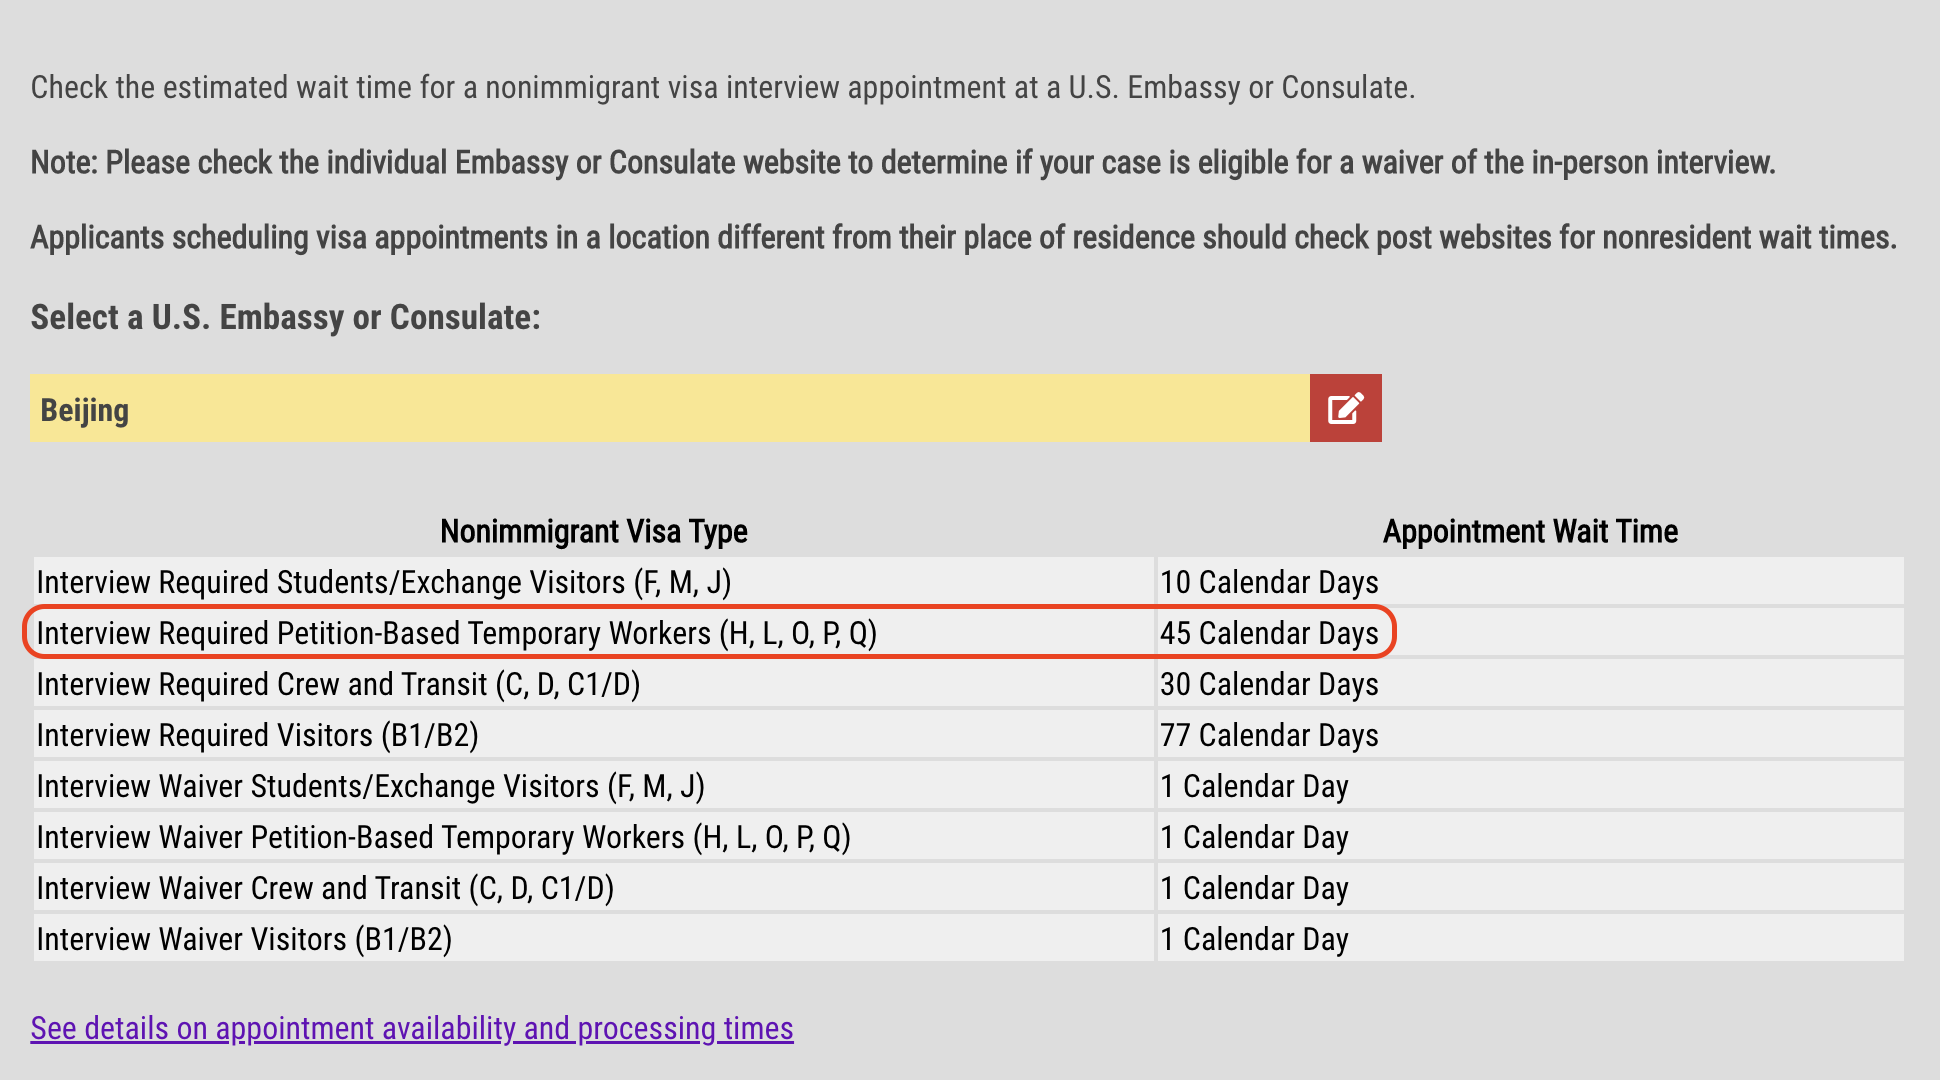 Check the estimated wait time for a nonimmigrant visa interview appointment at a U.S. Embassy or Consulate.
Note: Please check the individual Embassy or Consulate website to determine if your case is eligible for a waiver of the in-person interview.
Applicants scheduling visa appointments in a location different from their place of residence should check post websites for nonresident wait times.
Select a U.S. Embassy or Consulate:
Beijing
Nonimmigrant Visa Type Appointment Wait Time
Interview Required Students/Exchange Visitors (F, M, J) 10 Calendar Days
Interview Required Petition-Based Temporary Workers (H, L, O, P, Q) 45 Calendar Days
Interview Required Crew and Transit (C, D, C1/D) 30 Calendar Days
Interview Required Visitors (B1/B2) 77 Calendar Days
Interview Waiver Students/Exchange Visitors (F, M, J) 1 Calendar Day
Interview Waiver Petition-Based Temporary Workers (H, L, O, P, Q) 1 Calendar Day
Interview Waiver Crew and Transit (C, D, C1/D) 1 Calendar Day
Interview Waiver Visitors (B1/B2) 1 Calendar Day
See details on appointment availability and processing times